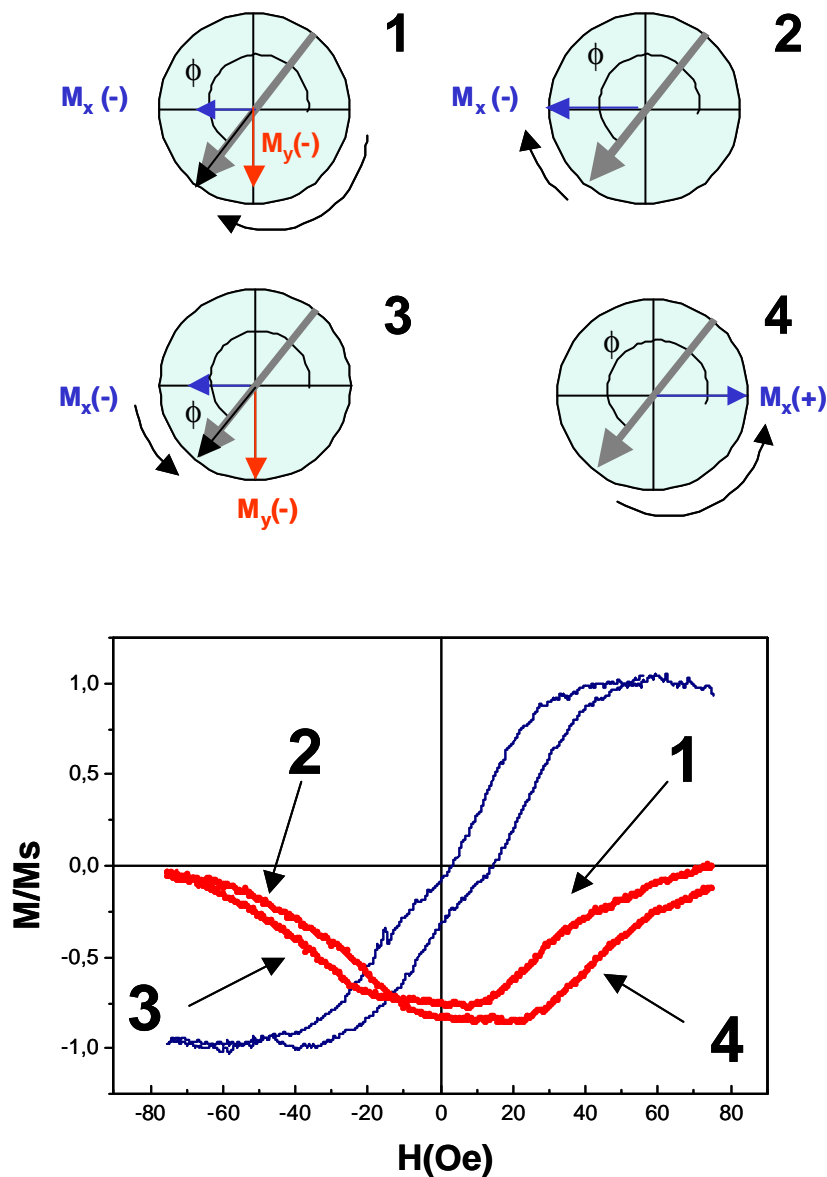 1
2
ϕ
ϕ
Mx (-)
Mx (-)
My(-)
3
4
ϕ
Mx(-)
ϕ
Mx(+)
My(-)
1,0
2
1
0,5
0,0
M/Ms
-0,5
3
4
-1,0
-80 -60 -40 -20 0 20 40 60 80
H(Oe)